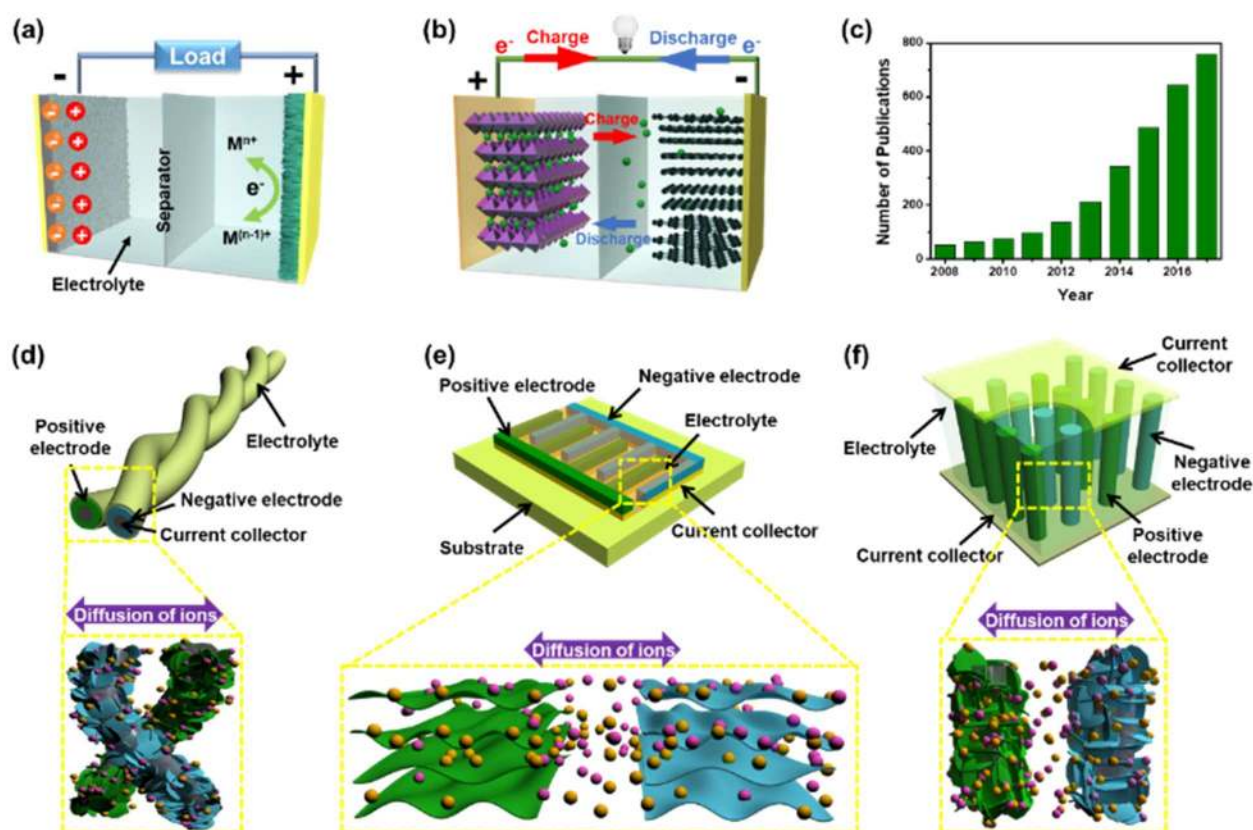 (a)
Load
-
+
M^n+
e^-
M^(n-1)+
Separator
Electrolyte
(b)
e^-
Charge
Discharge
e^-
+
-
Charge
Discharge
(c)
Number of Publications
800
600
400
200
0
2008
2010
2012
2014
2016
Year
(d)
Positive
electrode
Electrolyte
Negative electrode
Current collector
Diffusion of ions
(e)
Positive electrode
Negative electrode
Electrolyte
Substrate
Current collector
Diffusion of ions
(f)
Current
collector
Electrolyte
Negative
electrode
Positive
electrode
Current collector
Diffusion of ions